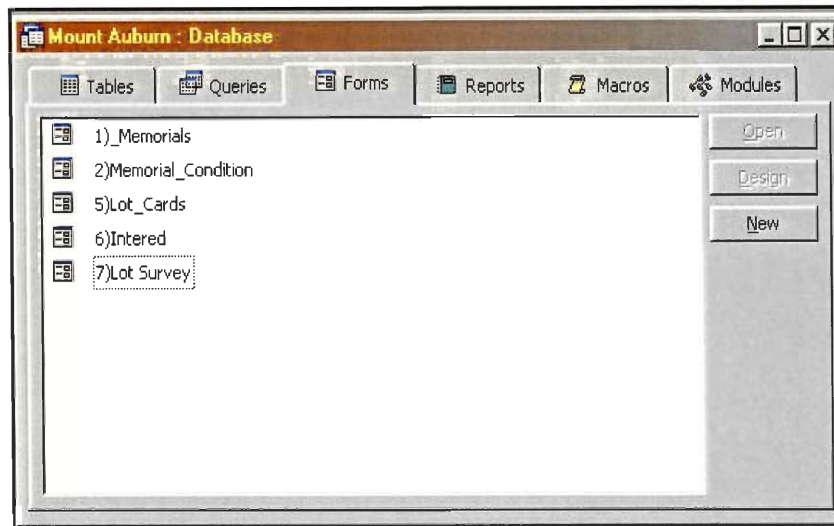 Mount Auburn : Database
Tables Queries Forms Reports Macros Modules
1)_Memorials
2)Memorial_Condition
5)Lot_Cards
6)Intered
7)Lot Survey
Open
Design
New